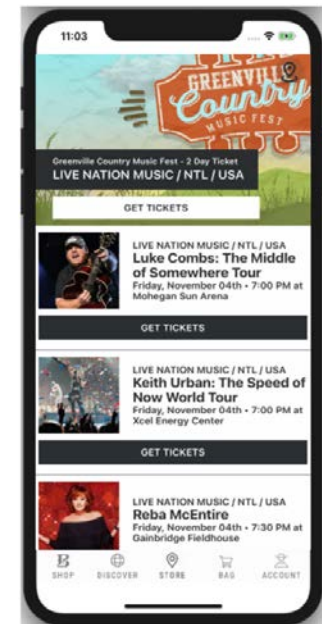 11:03
GREENVILLE
Country
MUSIC FEST
Greenville Country Music Fest - 2 Day Ticket
LIVE NATION MUSIC / NTL / USA
GET TICKETS
LIVE NATION MUSIC / NTL / USA
Luke Combs: The Middle
of Somewhere Tour
Friday, November 04th • 7:00 PM at
Mohegan Sun Arena
GET TICKETS
LIVE NATION MUSIC / NTL / USA
Keith Urban: The Speed of
Now World Tour
Friday, November 04th • 7:00 PM at
Xcel Energy Center
GET TICKETS
LIVE NATION MUSIC / NTL / USA
Reba McEntire
Friday, November 04th • 7:30 PM at
Gainbridge Fieldhouse
B
SHOP DISCOVER STORE BAG ACCOUNT